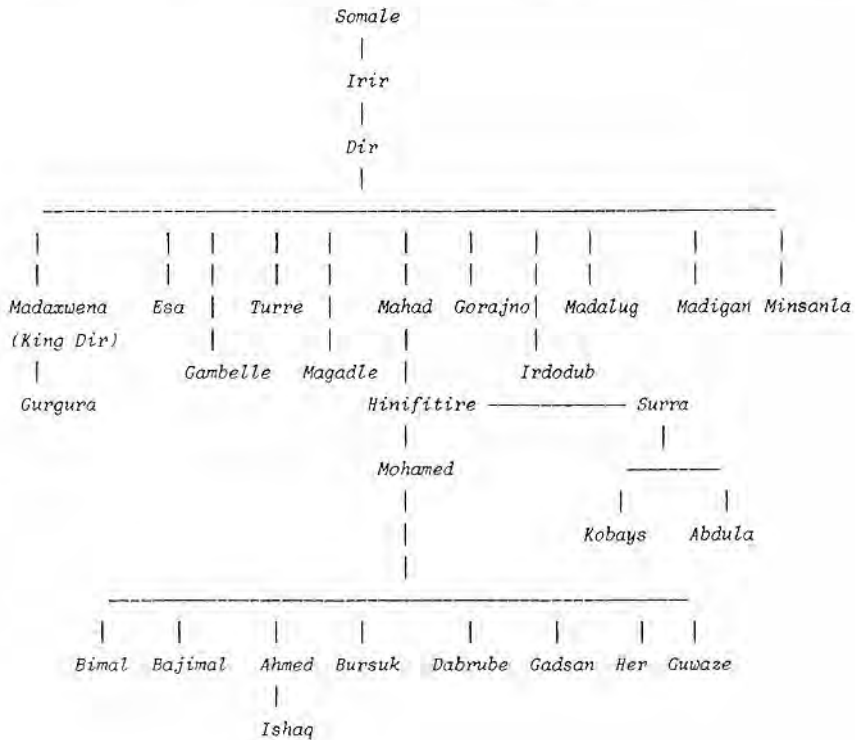 Somale
Irir
Dir
Madaxwena Esa Turre Mahad Gorajno Madalug Madigan Minsanla
(King Dir) Gambelle Magadle Irdodub
Gurgura Hinifitire Surra
Mohamed
Kobays Abdula
Bimal Bajimal Ahmed Bursuk Dabrube Gadsan Her Guwaze
Ishaq